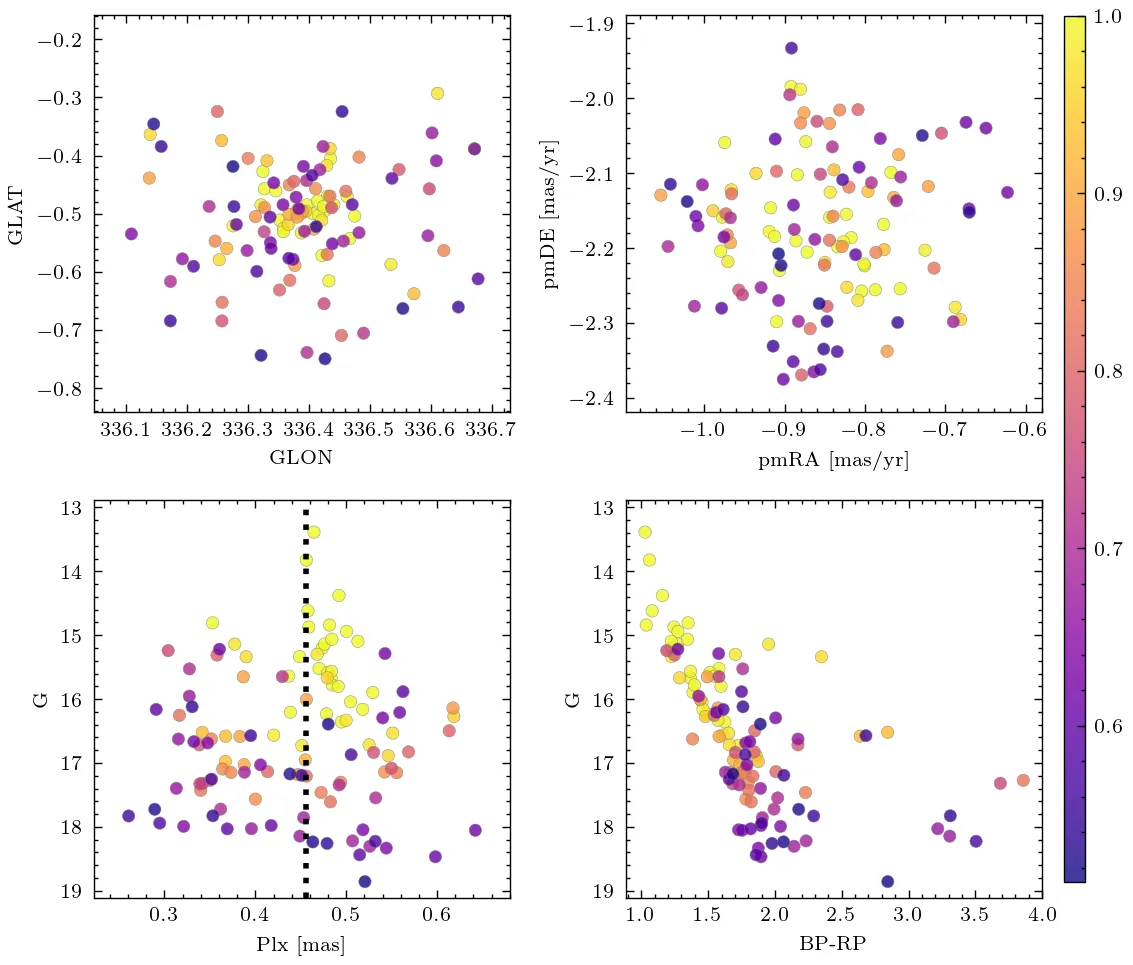 −0.2
−0.3
−0.4
−0.5
−0.6
−0.7
−0.8
GLAT
336.1 336.2 336.3 336.4 336.5 336.6 336.7
GLON
−1.9
−2.0
−2.1
−2.2
−2.3
−2.4
pmDE [mas/yr]
−1.0 −0.9 −0.8 −0.7 −0.6
pmRA [mas/yr]
1.0
0.9
0.8
0.7
0.6
13
14
15
16
17
18
19
G
0.3 0.4 0.5 0.6
Plx [mas]
13
14
15
16
17
18
19
G
1.0 1.5 2.0 2.5 3.0 3.5 4.0
BP-RP